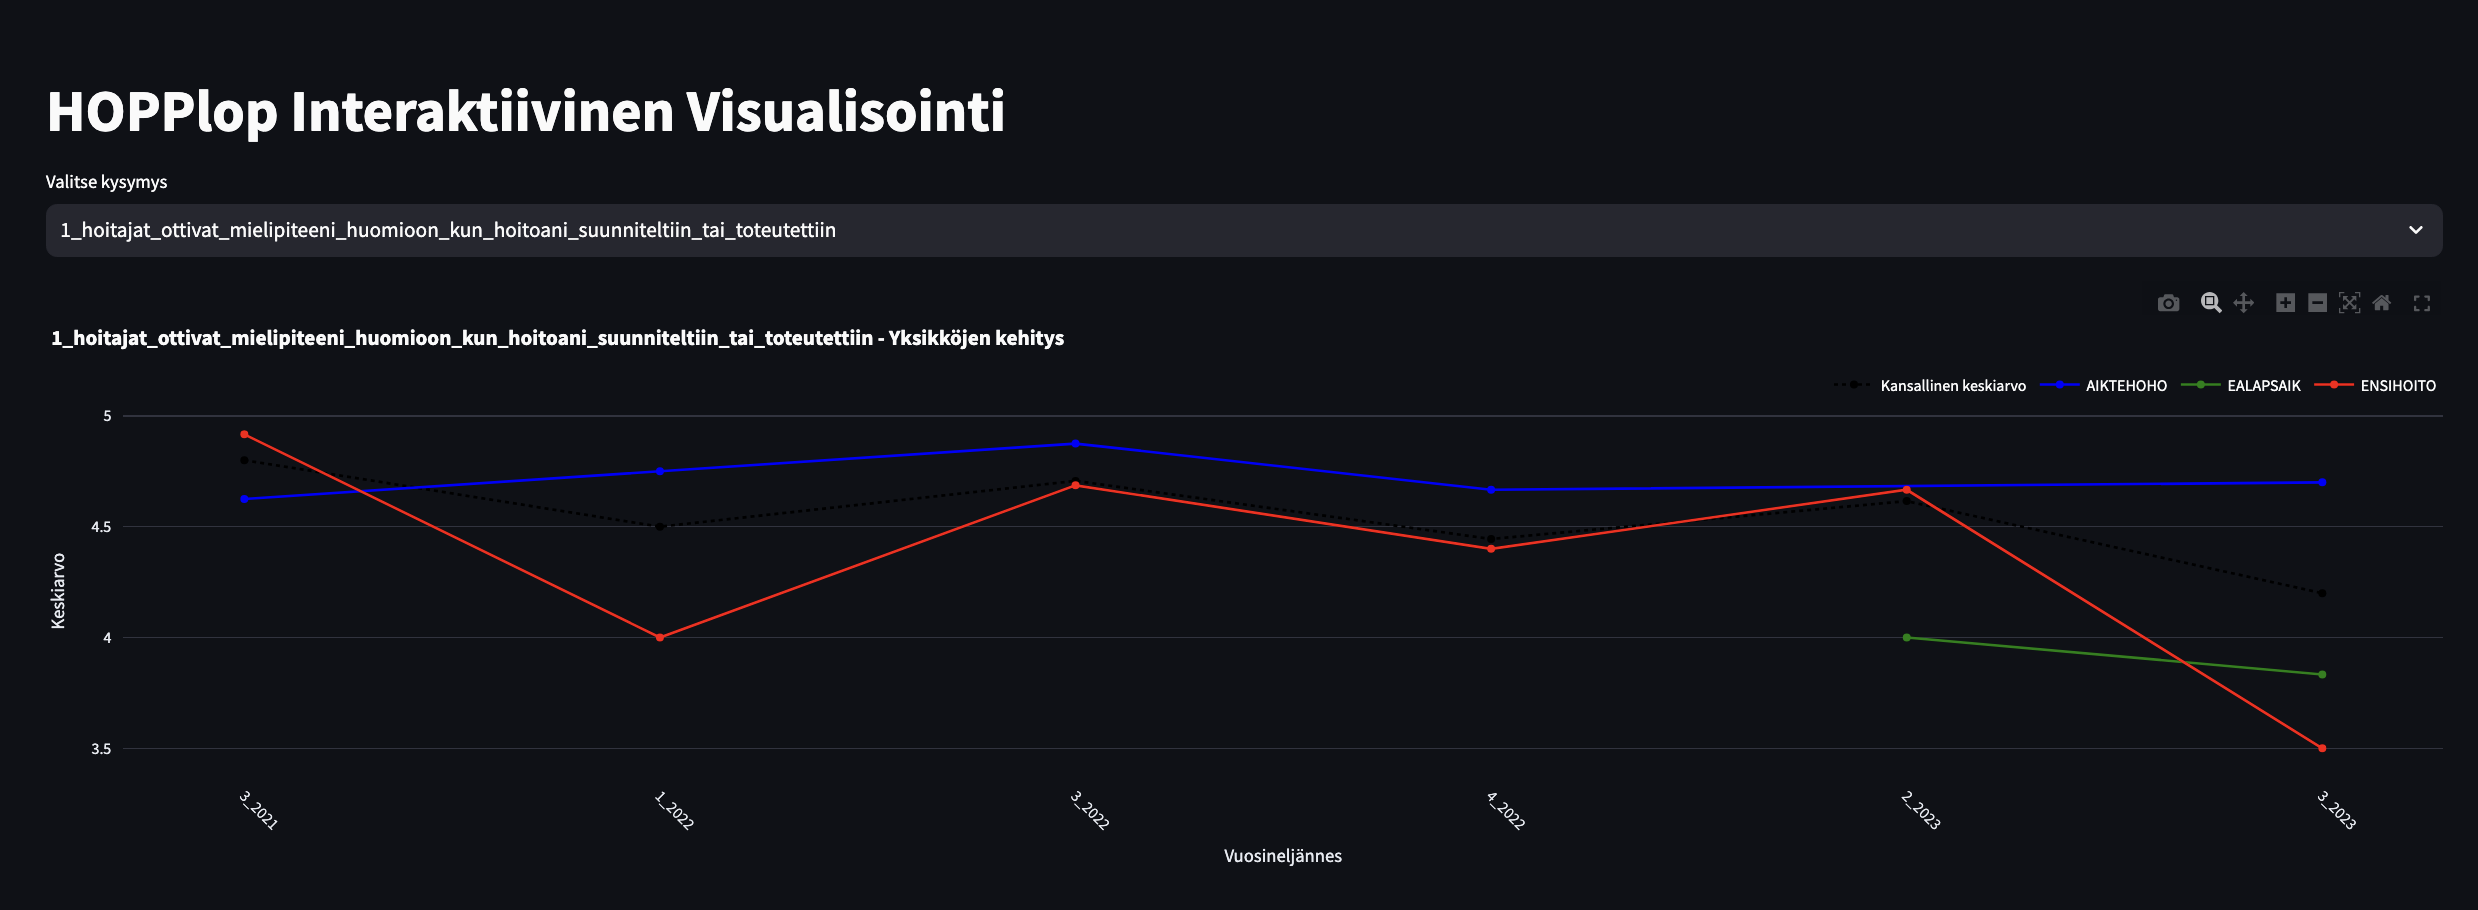 HOPPlop Interaktiivinen Visualisointi
Valitse kysymys
1_hoitajat_ottivat_mielipiteeni_huomioon_kun_hoitoani_suunniteltiin_tai_toteutettiin
1_hoitajat_ottivat_mielipiteeni_huomioon_kun_hoitoani_suunniteltiin_tai_toteutettiin - Yksikköjen kehitys
Kansallinen keskiarvo AIKTEHOHO EALAPSAIK ENSIHOITO
5
4.5
4
3.5
Keskiarvo
3_2021 1_2022 3_2022 4_2022 2_2023 3_2023
Vuosineljännes